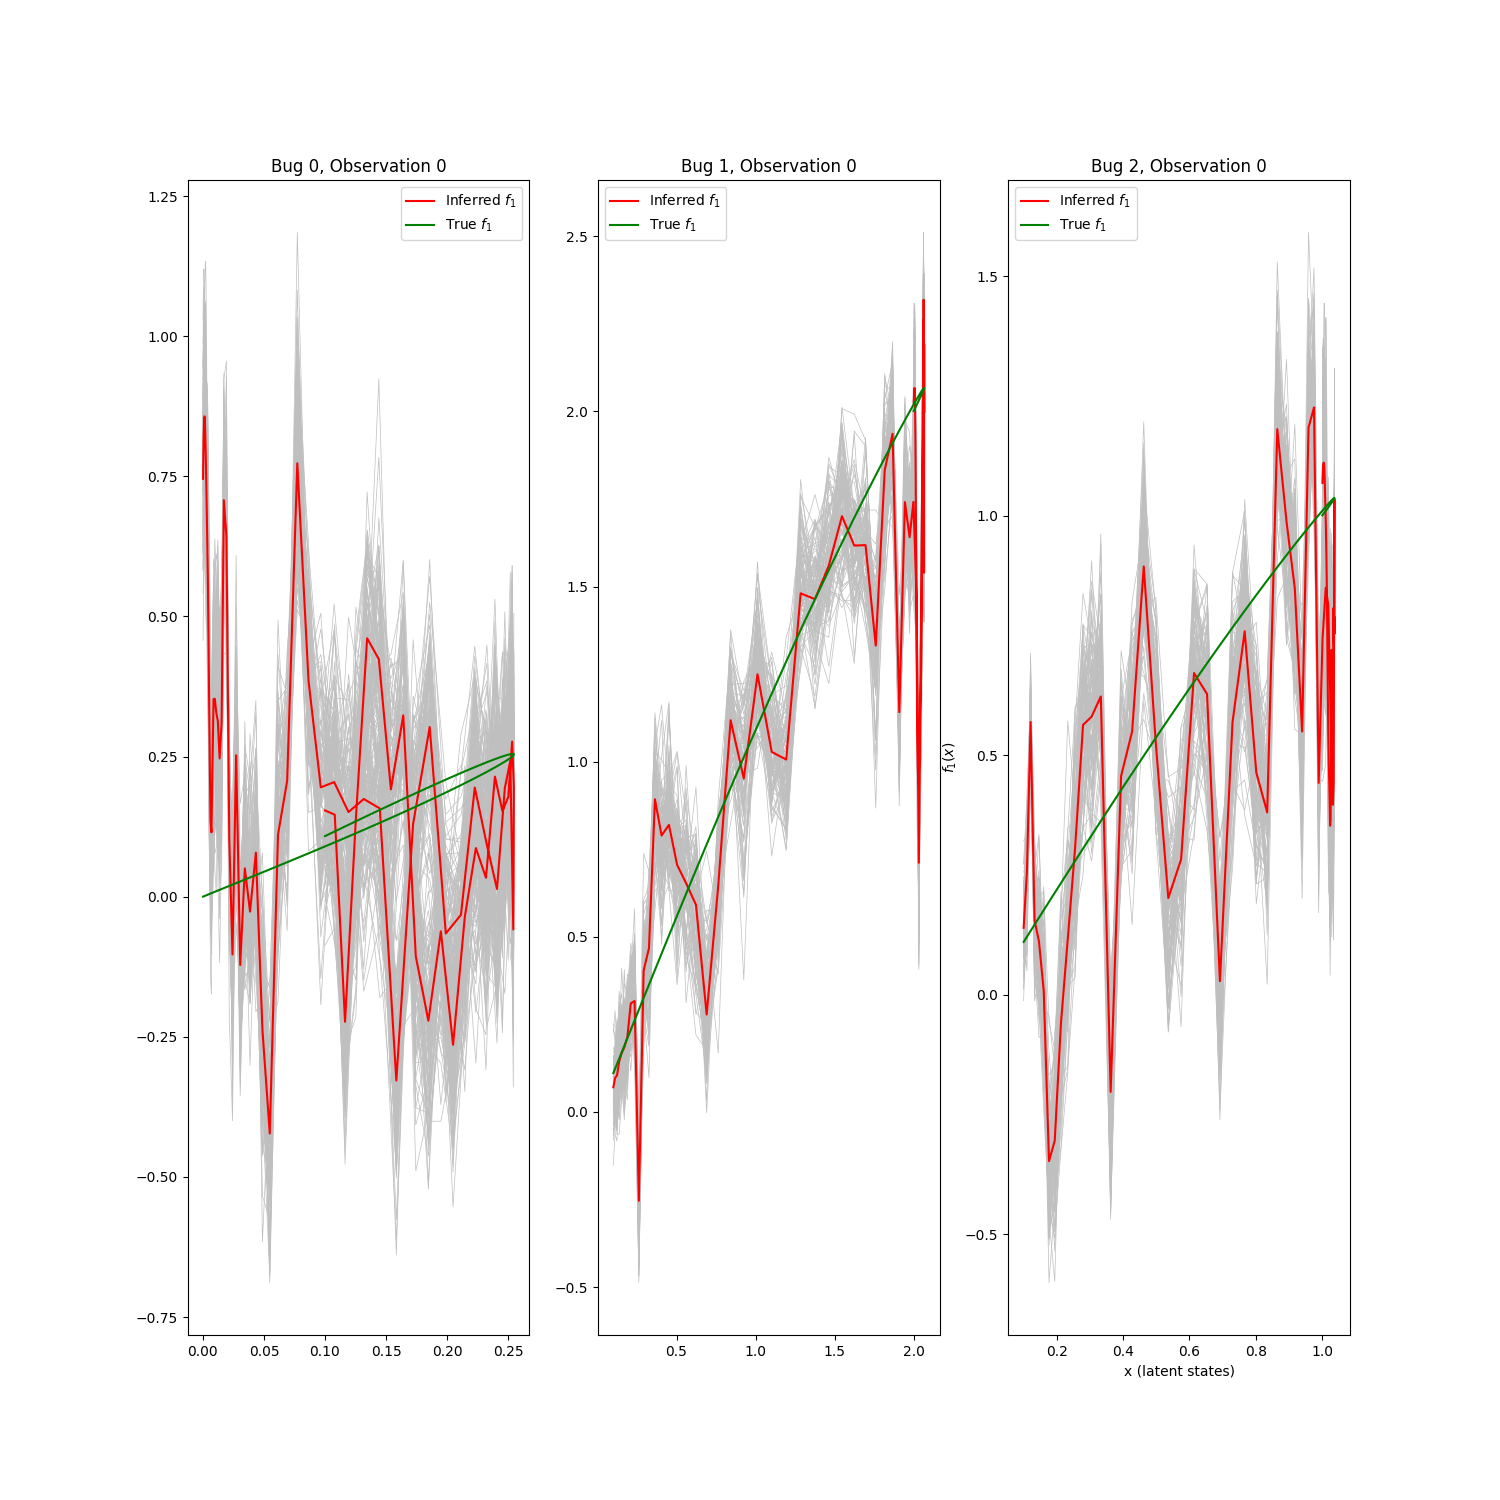 Bug 0, Observation 0
Inferred f₁
True f₁
1.25
1.00
0.75
0.50
0.25
0.00
−0.25
−0.50
−0.75
0.00 0.05 0.10 0.15 0.20 0.25
Bug 1, Observation 0
Inferred f₁
True f₁
2.5
2.0
1.5
1.0
0.5
0.0
−0.5
0.5 1.0 1.5 2.0
Bug 2, Observation 0
Inferred f₁
True f₁
f₁(x)
1.5
1.0
0.5
0.0
−0.5
0.2 0.4 0.6 0.8 1.0
x (latent states)